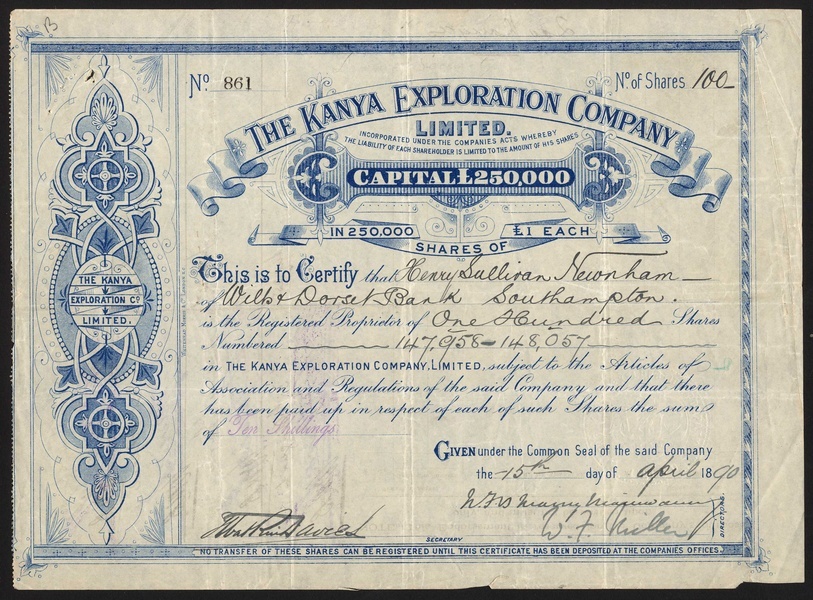 B
No. 861
No. of Shares 100
THE KANYA EXPLORATION COMPANY
LIMITED.
INCORPORATED UNDER THE COMPANIES ACTS WHEREBY
THE LIABILITY OF EACH SHAREHOLDER IS LIMITED TO THE AMOUNT OF HIS SHARES
CAPITAL £250,000
IN 250,000 SHARES OF £1 EACH
This is to Certify that Henry Sullivan Newnham
of Wilts & Dorset Bank Southampton.
is the Registered Proprietor of One Hundred Shares
Numbered 147,958-148,057
in THE KANYA EXPLORATION COMPANY, LIMITED, subject to the Articles of
Association and Regulations of the said Company and that there
has been paid up in respect of each of such Shares the sum
of Ten Shillings.
GIVEN under the Common Seal of the said Company
the 15th day of April 1890
W. F. Miller
DIRECTORS.
SECRETARY
NO TRANSFER OF THESE SHARES CAN BE REGISTERED UNTIL THIS CERTIFICATE HAS BEEN DEPOSITED AT THE COMPANIES OFFICES.
THE KANYA
EXPLORATION Co.
LIMITED.